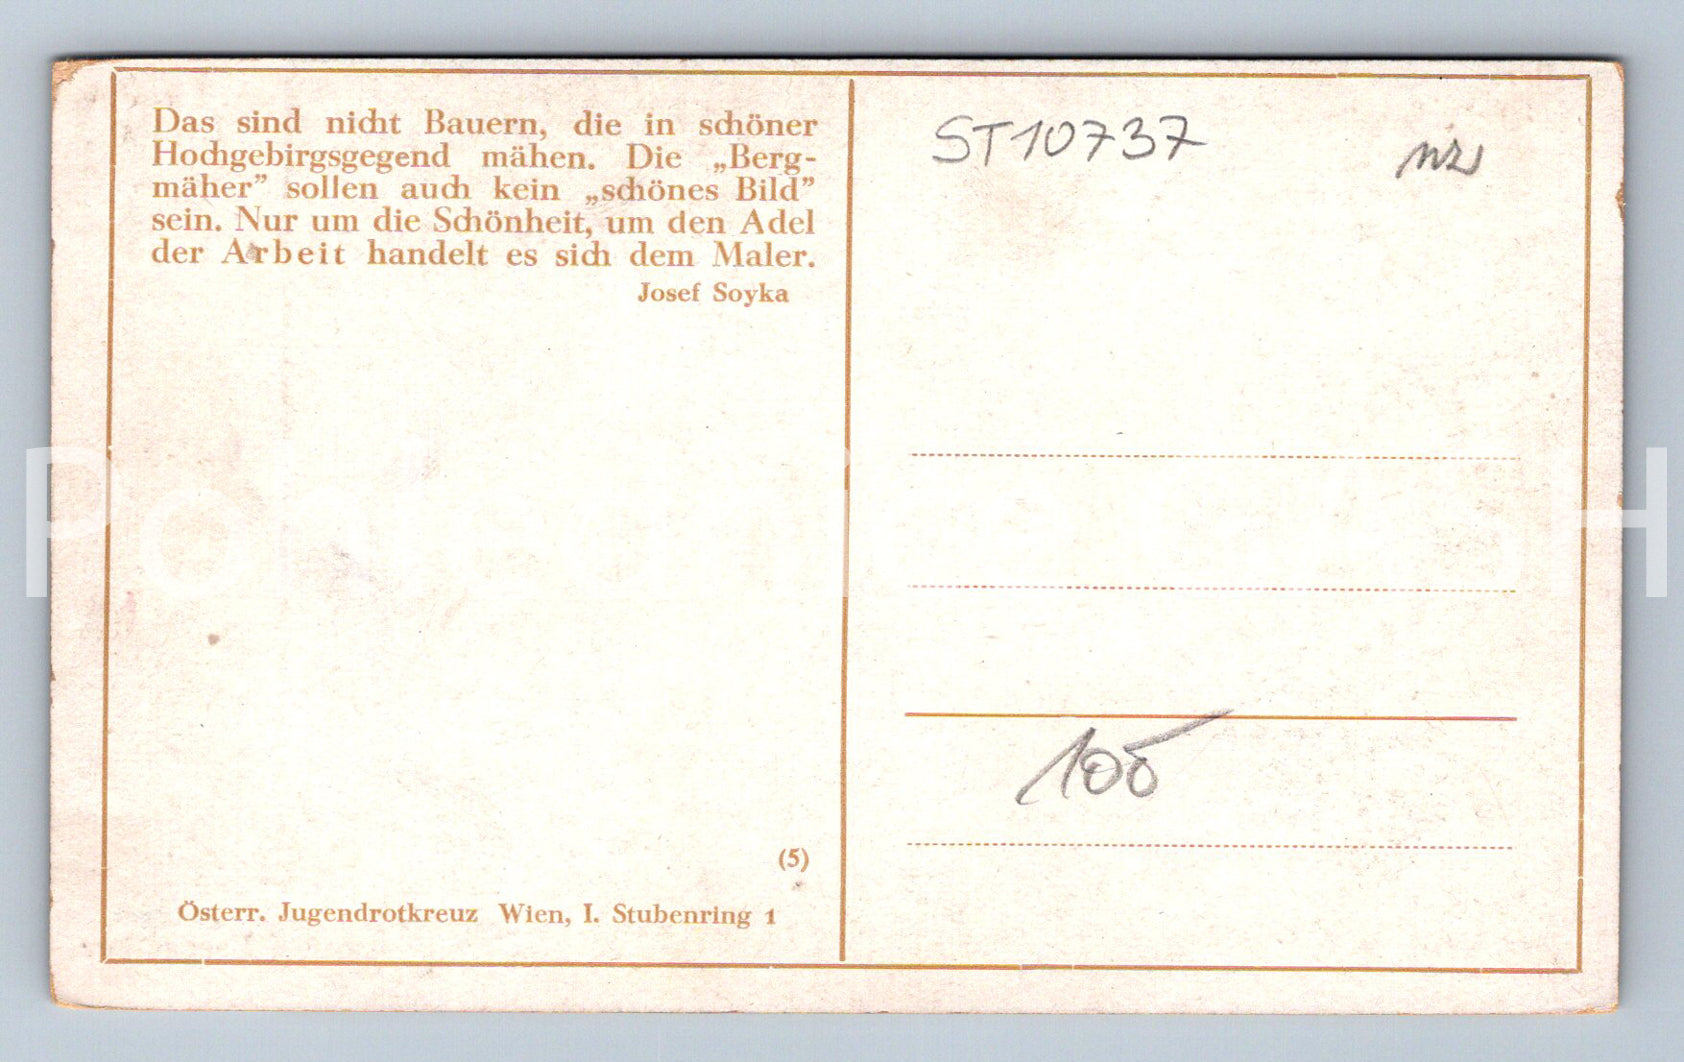 Das sind nicht Bauern, die in schöner
Hochgebirgsgegend mähen. Die „Berg-
mäher” sollen auch kein „schönes Bild”
sein. Nur um die Schönheit, um den Adel
der Arbeit handelt es sich dem Maler.
Josef Soyka
(5)
Österr. Jugendrotkreuz Wien, I. Stubenring 1
ST10737
nz